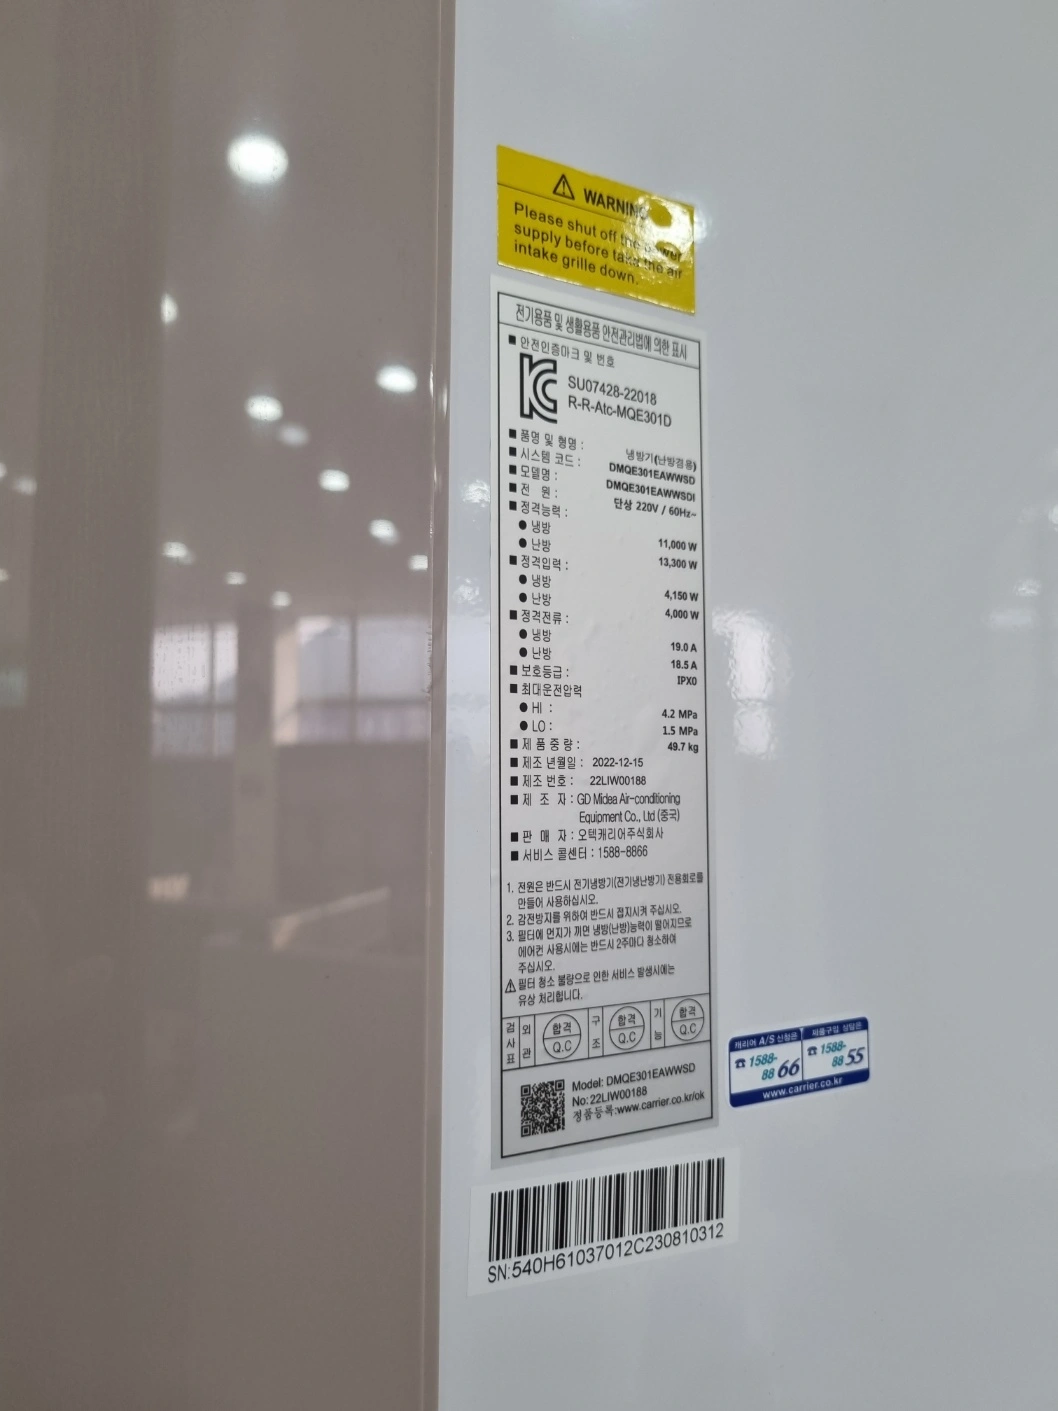 WARNING
Please shut off the power
supply before take the air
intake grille down.
전기용품 및 생활용품 안전관리법에 의한 표시
■ 안전인증마크 및 번호
SU07428-22018
R-R-Atc-MQE301D
■ 품명 및 형명 : 냉방기(난방겸용)
■ 시스템 코드 : DMQE301EAWWSD
■ 모델명 : DMQE301EAWWSDI
■ 전 원 : 단상 220V / 60Hz~
■ 정격능력 :
● 냉방 11,000 W
● 난방 13,300 W
■ 정격입력 :
● 냉방 4,150 W
● 난방 4,000 W
■ 정격전류 :
● 냉방 19.0 A
● 난방 18.5 A
■ 보호등급 : IPX0
■ 최대운전압력
● HI : 4.2 MPa
● LO : 1.5 MPa
■ 제 품 중 량 : 49.7 kg
■ 제조 년월일 : 2022-12-15
■ 제조 번호 : 22LIW00188
■ 제 조 자 : GD Midea Air-conditioning
Equipment Co., Ltd (중국)
■ 판 매 자 : 오텍캐리어주식회사
■ 서비스 콜센터 : 1588-8866
1. 전원은 반드시 전기냉방기(전기냉난방기) 전용회로를
만들어 사용하십시오.
2. 감전방지를 위하여 반드시 접지시켜 주십시오.
3. 필터에 먼지가 끼면 냉방(난방)능력이 떨어지므로
에어컨 사용시에는 반드시 2주마다 청소하여
주십시오.
⚠ 필터 청소 불량으로 인한 서비스 발생시에는
유상 처리합니다.
검사표 외관 합격 Q.C 구조 합격 Q.C 기능 합격 Q.C
Model: DMQE301EAWWSD
No:22LIW00188
정품등록:www.carrier.co.kr/ok
캐리어 A/S 신청은 제품구입 상담은
☎ 1588-8866 ☎ 1588-8855
www.carrier.co.kr
SN:540H61037012C230810312